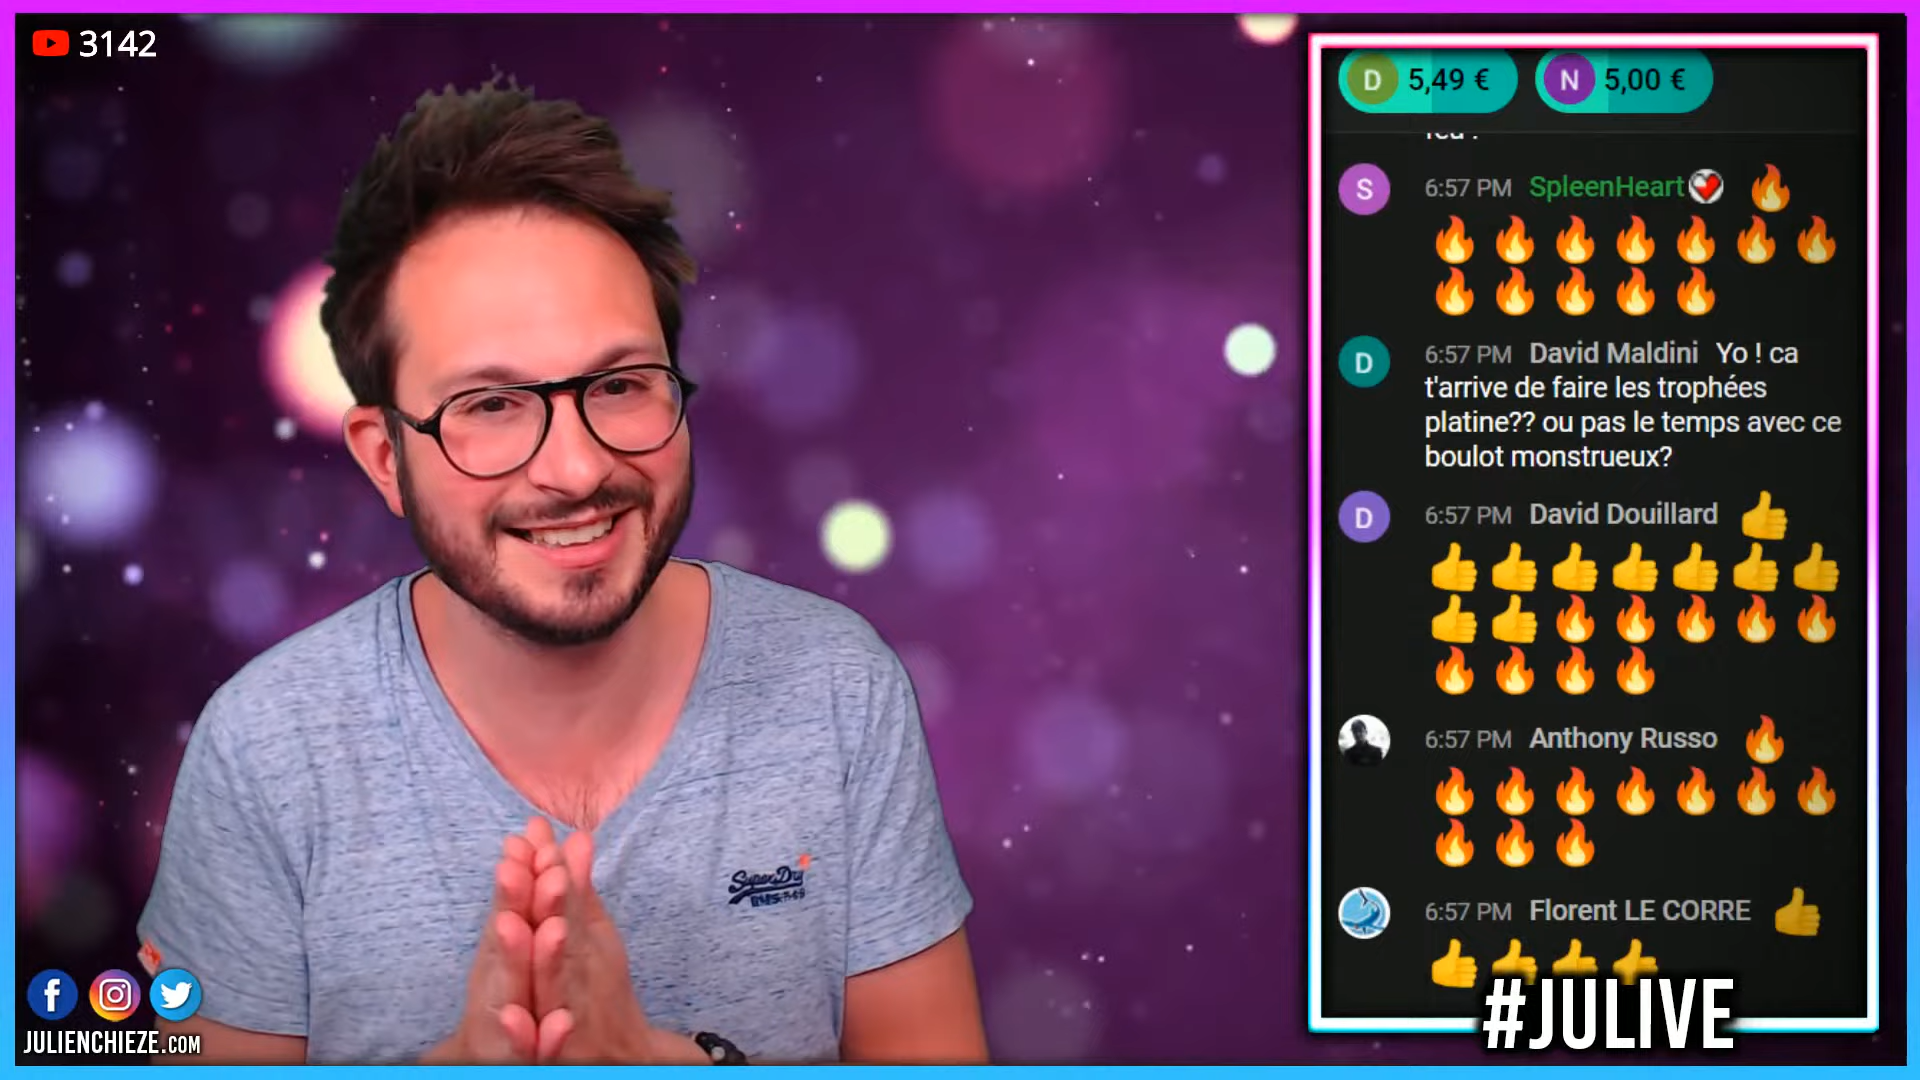 3142
D 5,49 € N 5,00 €
S 6:57 PM SpleenHeart
D 6:57 PM David Maldini Yo ! ca
t'arrive de faire les trophées
platine?? ou pas le temps avec ce
boulot monstrueux?
D 6:57 PM David Douillard
6:57 PM Anthony Russo
6:57 PM Florent LE CORRE
#JULIVE
SuperDry
JULIENCHIEZE.COM